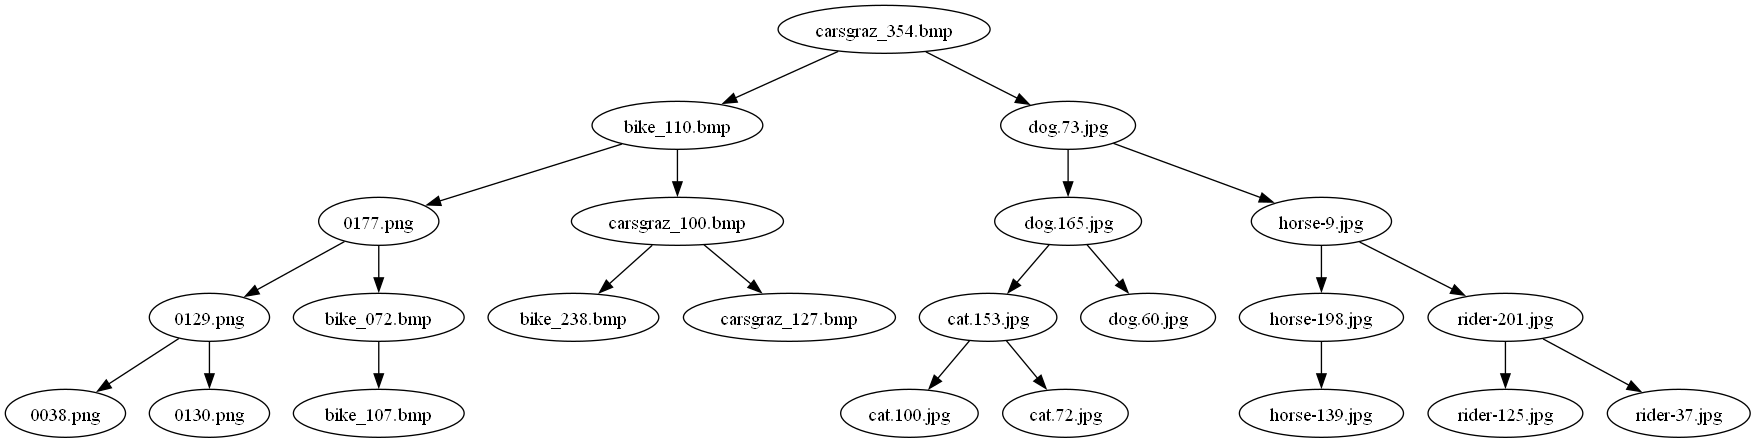 carsgraz_354.bmp
bike_110.bmp
dog.73.jpg
0177.png
carsgraz_100.bmp
dog.165.jpg
horse-9.jpg
0129.png
bike_072.bmp
bike_238.bmp
carsgraz_127.bmp
cat.153.jpg
dog.60.jpg
horse-198.jpg
rider-201.jpg
0038.png
0130.png
bike_107.bmp
cat.100.jpg
cat.72.jpg
horse-139.jpg
rider-125.jpg
rider-37.jpg